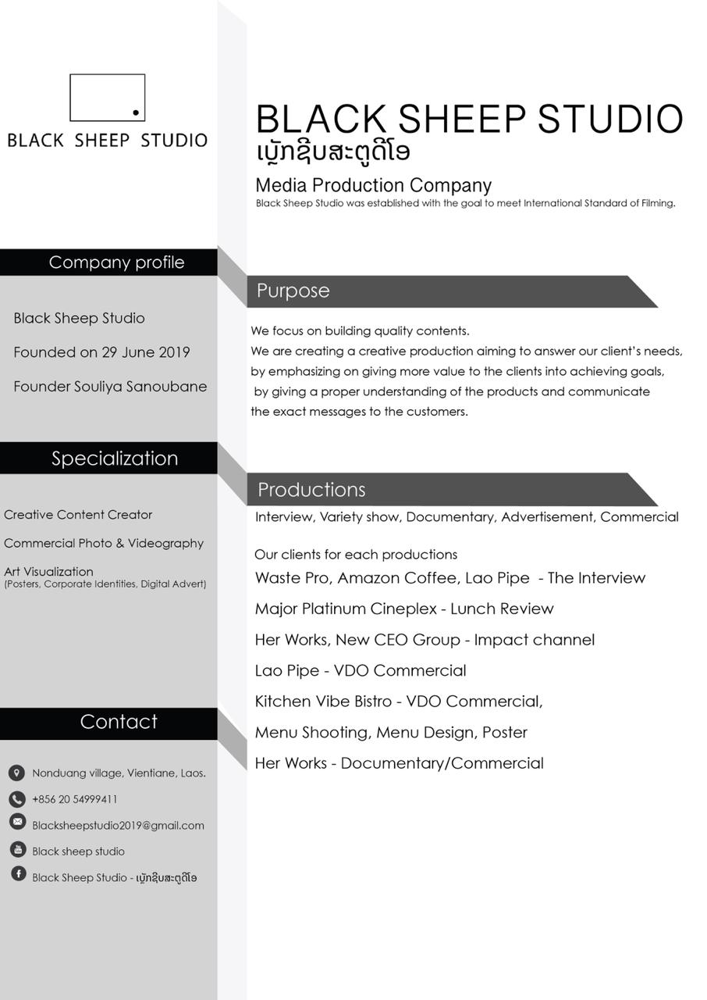 BLACK SHEEP STUDIO
BLACK SHEEP STUDIO
ເບຼັກຊີບສະຕູດິໂອ
Media Production Company
Black Sheep Studio was established with the goal to meet International Standard of Filming.
Company profile
Black Sheep Studio
Founded on 29 June 2019
Founder Souliya Sanoubane
Purpose
We focus on building quality contents.
We are creating a creative production aiming to answer our client’s needs,
by emphasizing on giving more value to the clients into achieving goals,
by giving a proper understanding of the products and communicate
the exact messages to the customers.
Specialization
Creative Content Creator
Commercial Photo & Videography
Art Visualization
(Posters, Corporate Identities, Digital Advert)
Productions
Interview, Variety show, Documentary, Advertisement, Commercial
Our clients for each productions
Waste Pro, Amazon Coffee, Lao Pipe - The Interview
Major Platinum Cineplex - Lunch Review
Her Works, New CEO Group - Impact channel
Lao Pipe - VDO Commercial
Kitchen Vibe Bistro - VDO Commercial,
Menu Shooting, Menu Design, Poster
Her Works - Documentary/Commercial
Contact
Nonduang village, Vientiane, Laos.
+856 20 54999411
Blacksheepstudio2019@gmail.com
Black sheep studio
Black Sheep Studio - ເບຼັກຊີບສະຕູດິໂອ